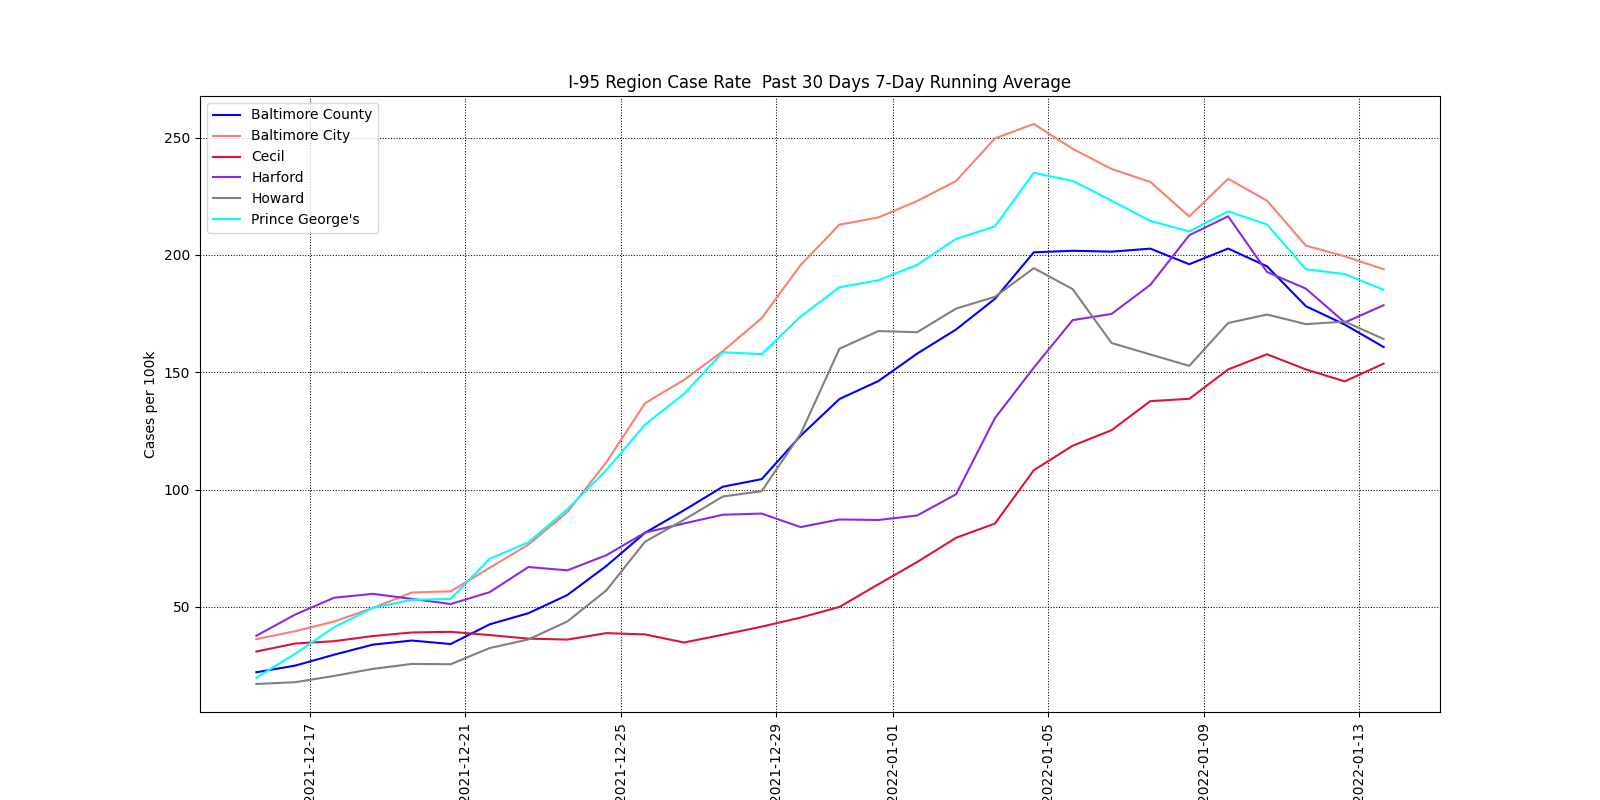 I-95 Region Case Rate  Past 30 Days 7-Day Running Average
Baltimore County
Baltimore City
Cecil
Harford
Howard
Prince George's
Cases per 100k
250
200
150
100
50
2021-12-17
2021-12-21
2021-12-25
2021-12-29
2022-01-01
2022-01-05
2022-01-09
2022-01-13